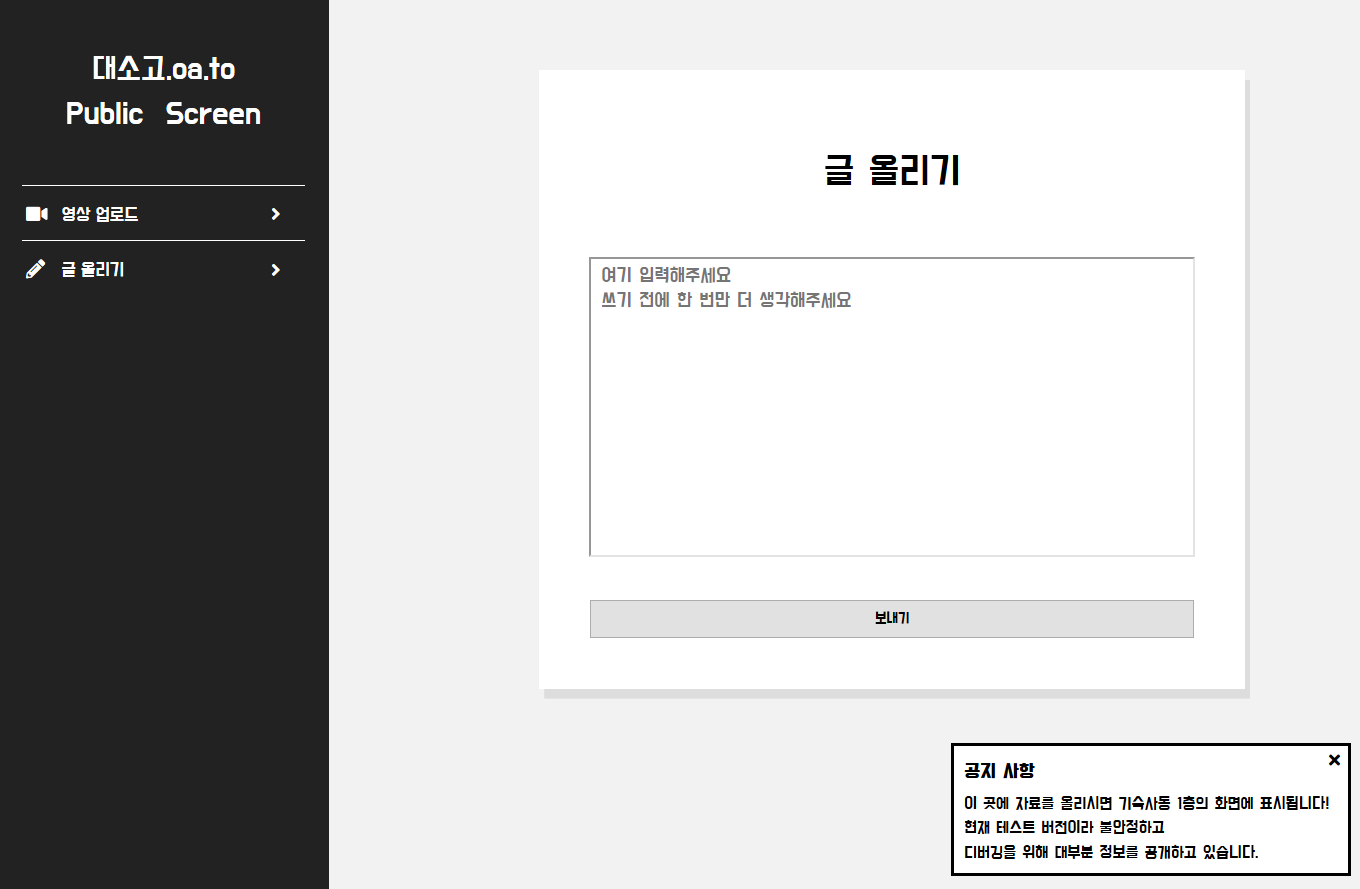 대소고.oa.to
Public Screen
영상 업로드
글 올리기
글 올리기
여기 입력해주세요
쓰기 전에 한 번만 더 생각해주세요
보내기
공지 사항
이 곳에 자료를 올리시면 기숙사동 1층의 화면에 표시됩니다!
현재 테스트 버전이라 불안정하고
디버깅을 위해 대부분 정보를 공개하고 있습니다.